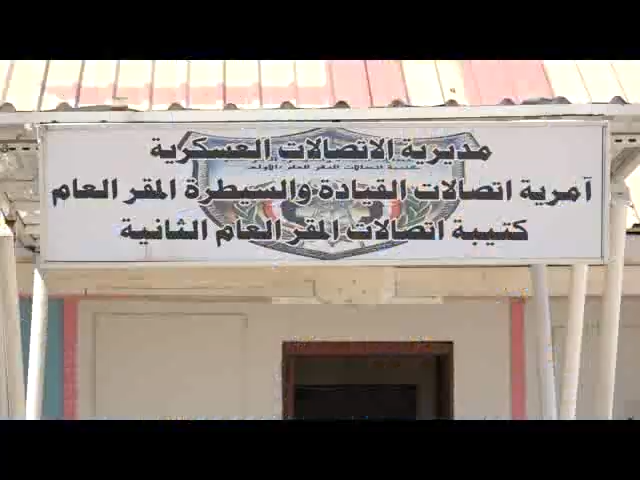 مديرية الاتصالات العسكرية
آمرية اتصالات القيادة والسيطرة المقر العام
كتيبة اتصالات المقر العام الثانية